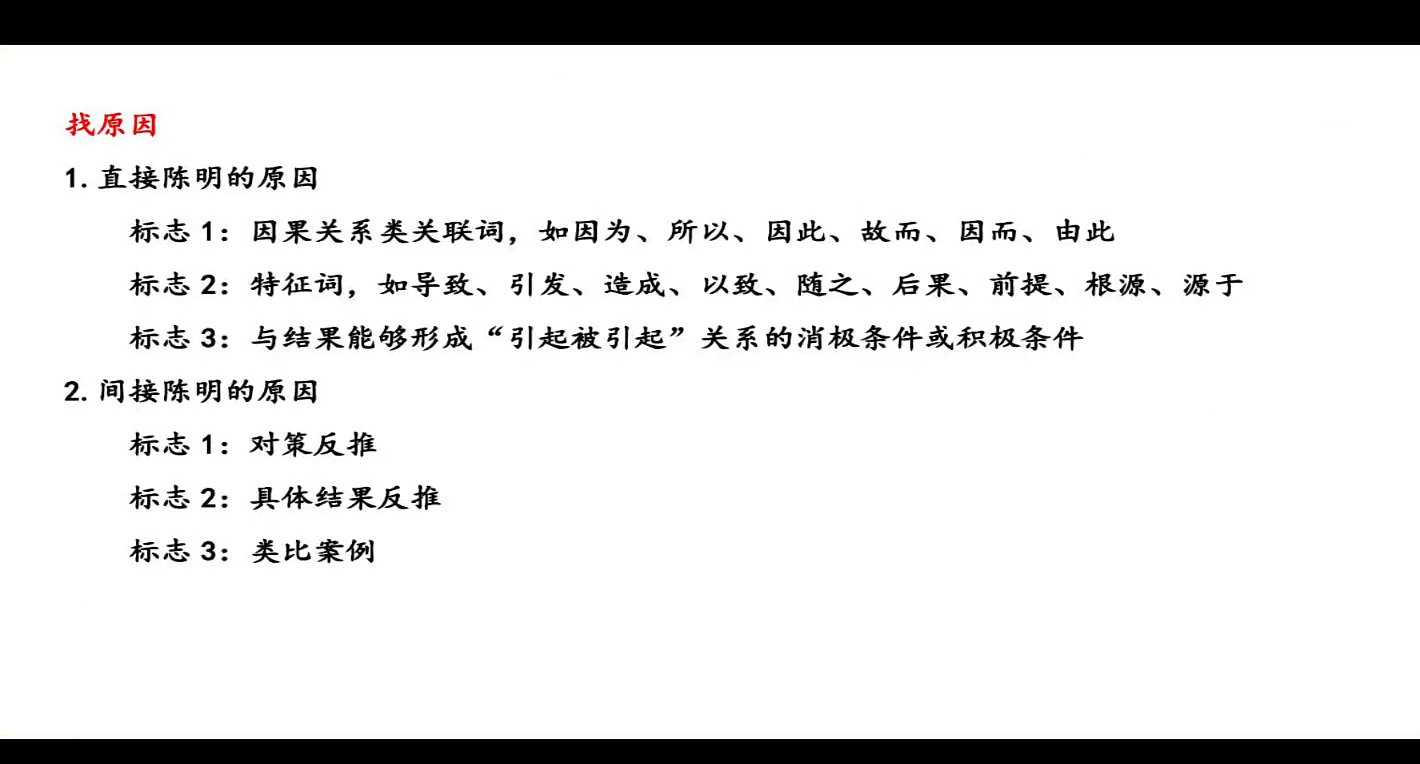 找原因
1. 直接陈明的原因
标志 1：因果关系类关联词，如因为、所以、因此、故而、因而、由此
标志 2：特征词，如导致、引发、造成、以致、随之、后果、前提、根源、源于
标志 3：与结果能够形成“引起被引起”关系的消极条件或积极条件
2. 间接陈明的原因
标志 1：对策反推
标志 2：具体结果反推
标志 3：类比案例